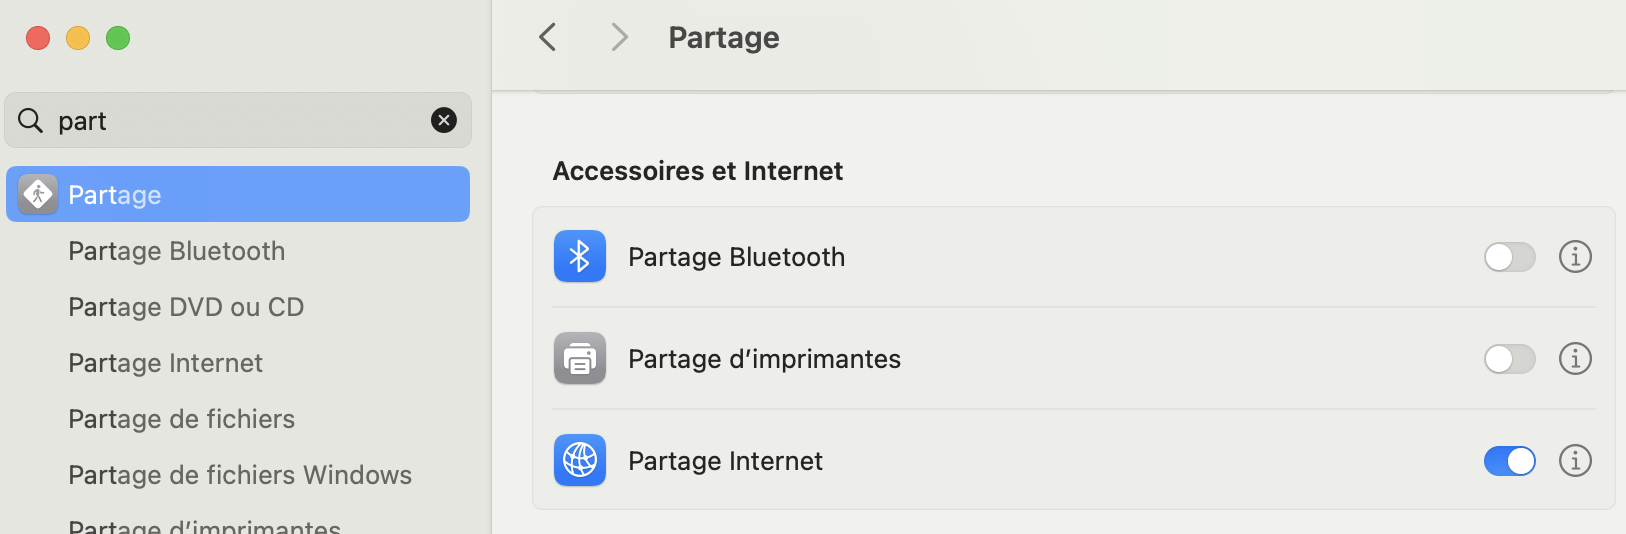 Partage
part
Partage
Partage Bluetooth
Partage DVD ou CD
Partage Internet
Partage de fichiers
Partage de fichiers Windows
Partage d’imprimantes
Accessoires et Internet
Partage Bluetooth
Partage d’imprimantes
Partage Internet